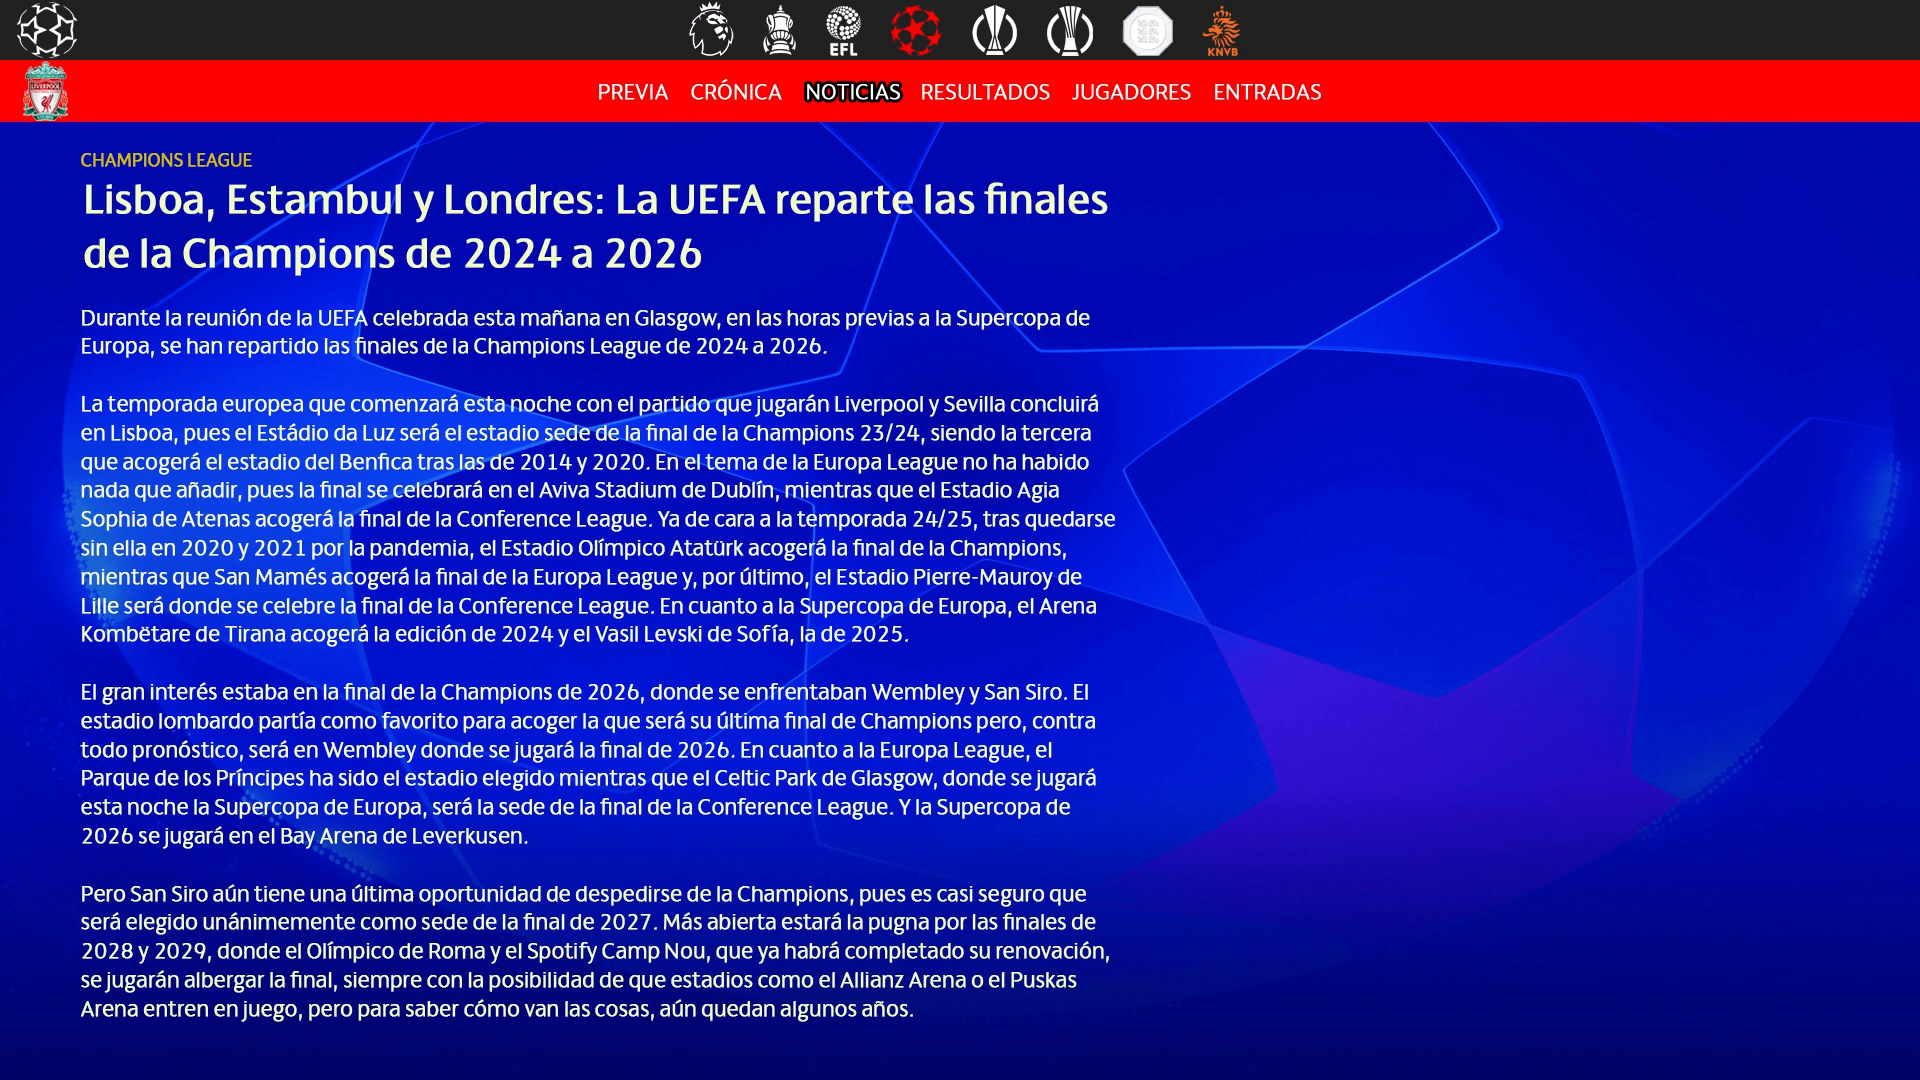 EFL
KNVB
LIVERPOOL
PREVIA CRÓNICA NOTICIAS RESULTADOS JUGADORES ENTRADAS
CHAMPIONS LEAGUE
Lisboa, Estambul y Londres: La UEFA reparte las finales
de la Champions de 2024 a 2026
Durante la reunión de la UEFA celebrada esta mañana en Glasgow, en las horas previas a la Supercopa de
Europa, se han repartido las finales de la Champions League de 2024 a 2026.
La temporada europea que comenzará esta noche con el partido que jugarán Liverpool y Sevilla concluirá
en Lisboa, pues el Estádio da Luz será el estadio sede de la final de la Champions 23/24, siendo la tercera
que acogerá el estadio del Benfica tras las de 2014 y 2020. En el tema de la Europa League no ha habido
nada que añadir, pues la final se celebrará en el Aviva Stadium de Dublín, mientras que el Estadio Agia
Sophia de Atenas acogerá la final de la Conference League. Ya de cara a la temporada 24/25, tras quedarse
sin ella en 2020 y 2021 por la pandemia, el Estadio Olímpico Atatürk acogerá la final de la Champions,
mientras que San Mamés acogerá la final de la Europa League y, por último, el Estadio Pierre-Mauroy de
Lille será donde se celebre la final de la Conference League. En cuanto a la Supercopa de Europa, el Arena
Kombëtare de Tirana acogerá la edición de 2024 y el Vasil Levski de Sofía, la de 2025.
El gran interés estaba en la final de la Champions de 2026, donde se enfrentaban Wembley y San Siro. El
estadio lombardo partía como favorito para acoger la que será su última final de Champions pero, contra
todo pronóstico, será en Wembley donde se jugará la final de 2026. En cuanto a la Europa League, el
Parque de los Príncipes ha sido el estadio elegido mientras que el Celtic Park de Glasgow, donde se jugará
esta noche la Supercopa de Europa, será la sede de la final de la Conference League. Y la Supercopa de
2026 se jugará en el Bay Arena de Leverkusen.
Pero San Siro aún tiene una última oportunidad de despedirse de la Champions, pues es casi seguro que
será elegido unánimemente como sede de la final de 2027. Más abierta estará la pugna por las finales de
2028 y 2029, donde el Olímpico de Roma y el Spotify Camp Nou, que ya habrá completado su renovación,
se jugarán albergar la final, siempre con la posibilidad de que estadios como el Allianz Arena o el Puskas
Arena entren en juego, pero para saber cómo van las cosas, aún quedan algunos años.